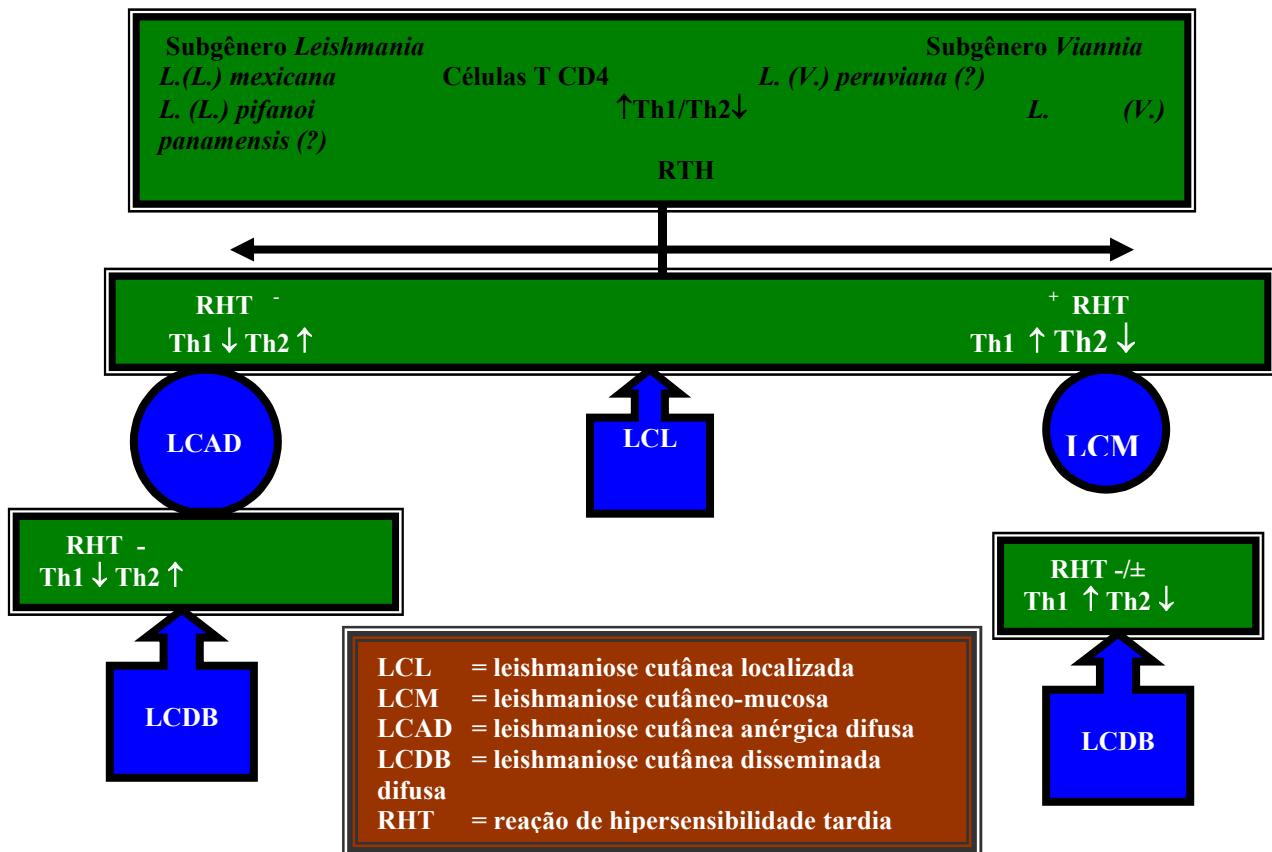 Subgênero Leishmania Subgênero Viannia
L.(L.) mexicana Células T CD4 L. (V.) peruviana (?)
L. (L.) pifanoi ↑Th1/Th2↓ L. (V.)
panamensis (?)
RTH
RHT - + RHT
Th1 ↓ Th2 ↑ Th1 ↑ Th2 ↓
LCAD
LCL
LCM
RHT -
Th1 ↓ Th2 ↑
RHT -/±
Th1 ↑ Th2 ↓
LCDB
LCDB
LCL = leishmaniose cutânea localizada
LCM = leishmaniose cutâneo-mucosa
LCAD = leishmaniose cutânea anérgica difusa
LCDB = leishmaniose cutânea disseminada
difusa
RHT = reação de hipersensibilidade tardia